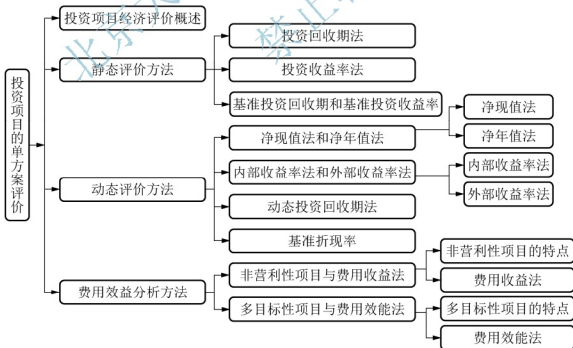 投资项目的单方案评价
投资项目经济评价概述
静态评价方法
投资回收期法
投资收益率法
基准投资回收期和基准投资收益率
动态评价方法
净现值法和净年值法
净现值法
净年值法
内部收益率法和外部收益率法
内部收益率法
外部收益率法
动态投资回收期法
基准折现率
费用效益分析方法
非营利性项目与费用收益法
非营利性项目的特点
费用收益法
多目标性项目与费用效能法
多目标性项目的特点
费用效能法
北京
禁止